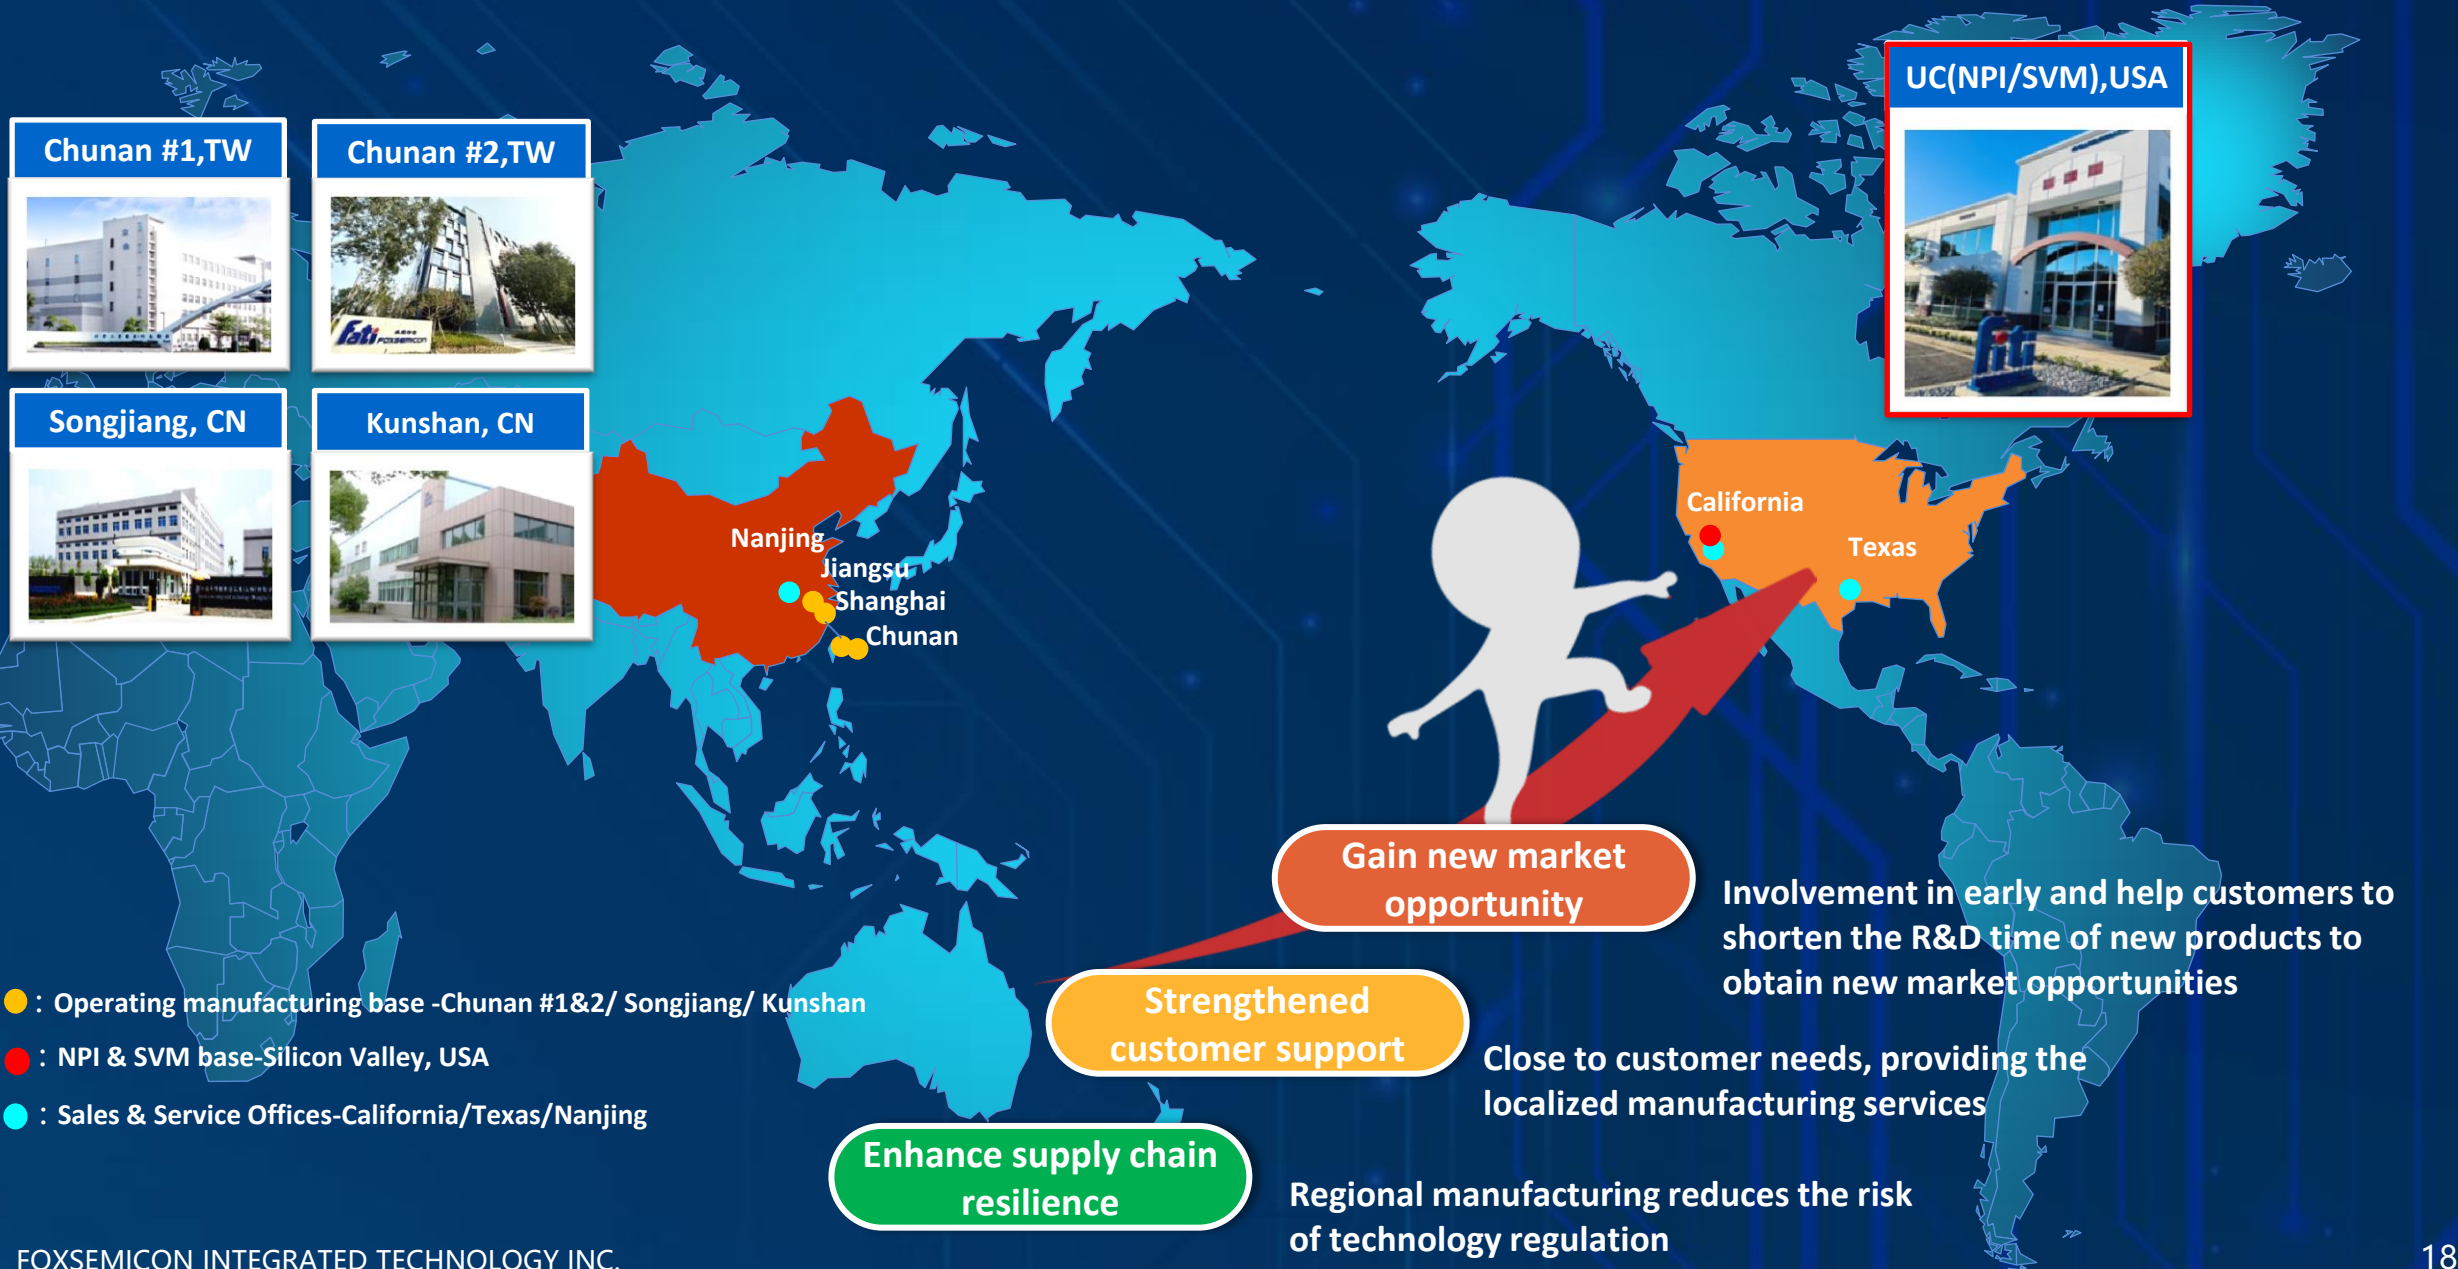 UC(NPI/SVM),USA
Chunan #1,TW
Chunan #2,TW
Fati
FOXSEMICON
Songjiang, CN
Kunshan, CN
fiti
California
Texas
Nanjing
Jiangsu
Shanghai
Chunan
Gain new market
opportunity
Involvement in early and help customers to
shorten the R&D time of new products to
obtain new market opportunities
Strengthened
customer support
Close to customer needs, providing the
localized manufacturing services
Enhance supply chain
resilience
Regional manufacturing reduces the risk
of technology regulation
: Operating manufacturing base -Chunan #1&2/ Songjiang/ Kunshan
: NPI & SVM base-Silicon Valley, USA
: Sales & Service Offices-California/Texas/Nanjing
FOXSEMICON INTEGRATED TECHNOLOGY INC.
18